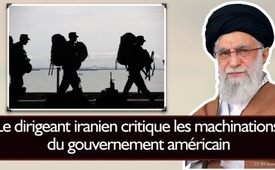 Le dirigeant iranien critique les machinations
du gouvernement américain